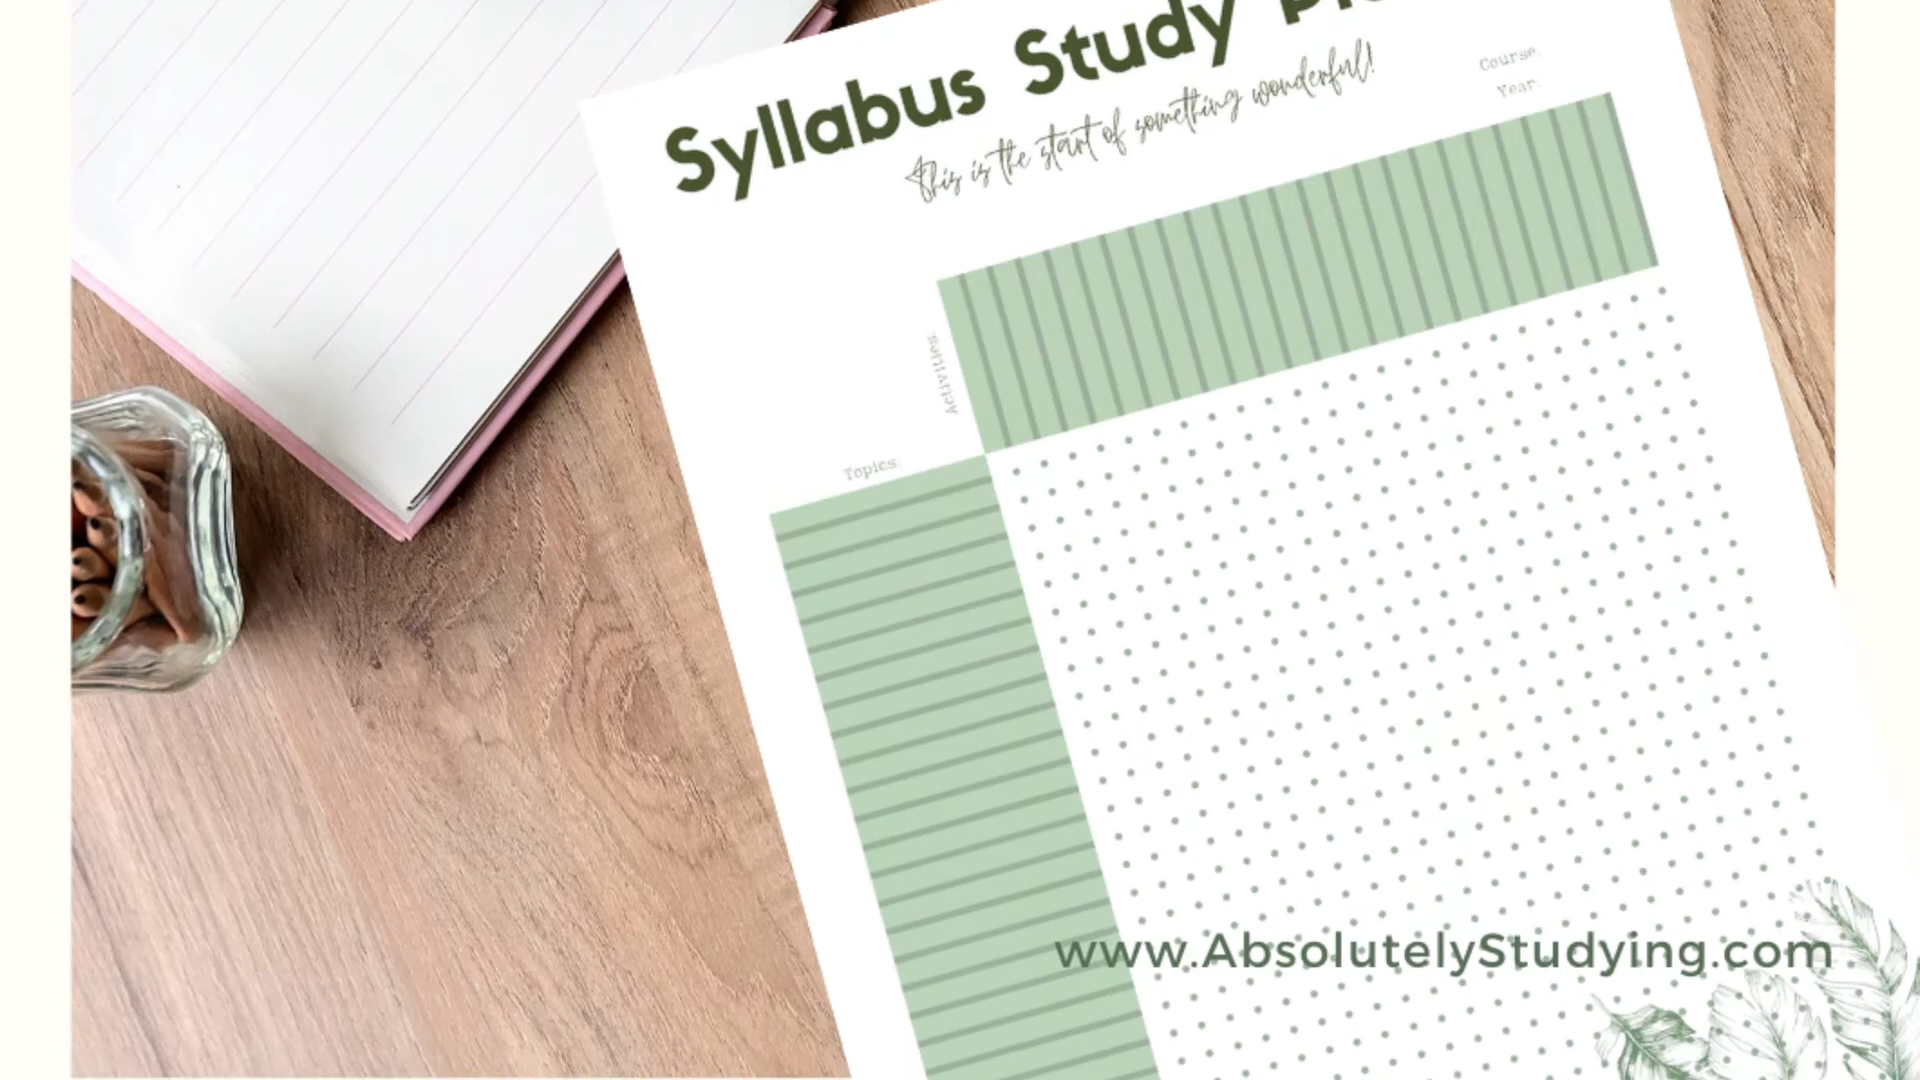 Syllabus Study
This is the start of something wonderful!
Course:
Year:
Activities:
Topics:
www.AbsolutelyStudying.com